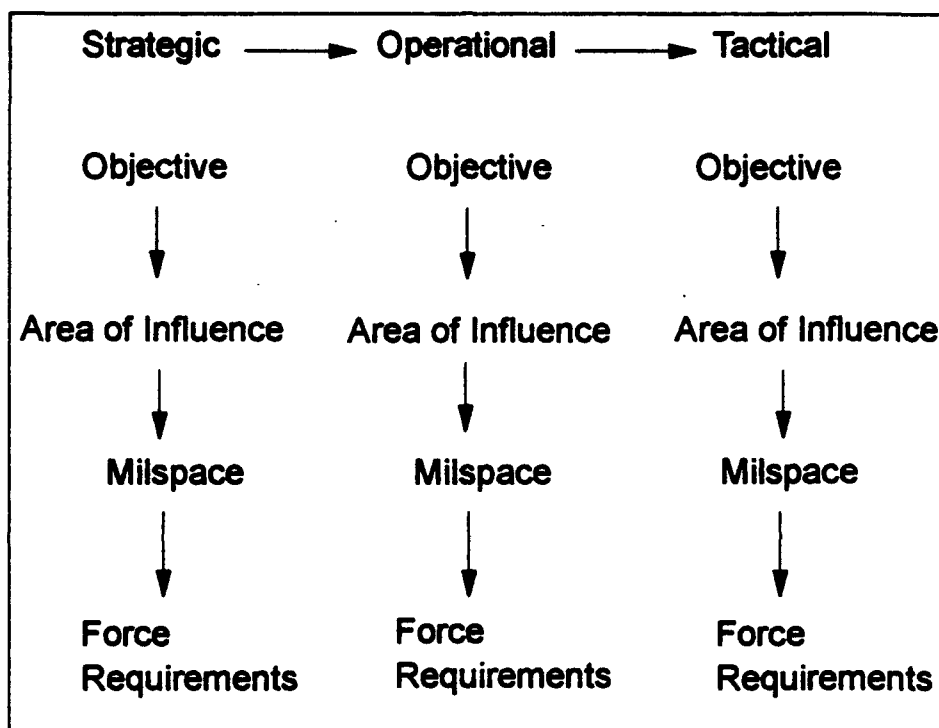 Strategic Operational Tactical
Objective Objective Objective
Area of Influence Area of Influence Area of Influence
Milspace Milspace Milspace
Force Force Force
Requirements Requirements Requirements